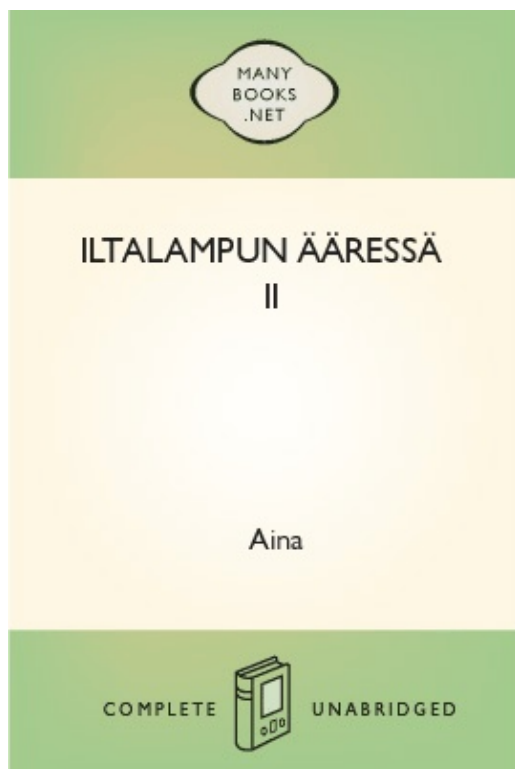 MANY
BOOKS
.NET
ILTALAMPUN ÄÄRESSÄ
II
Aina
COMPLETE UNABRIDGED